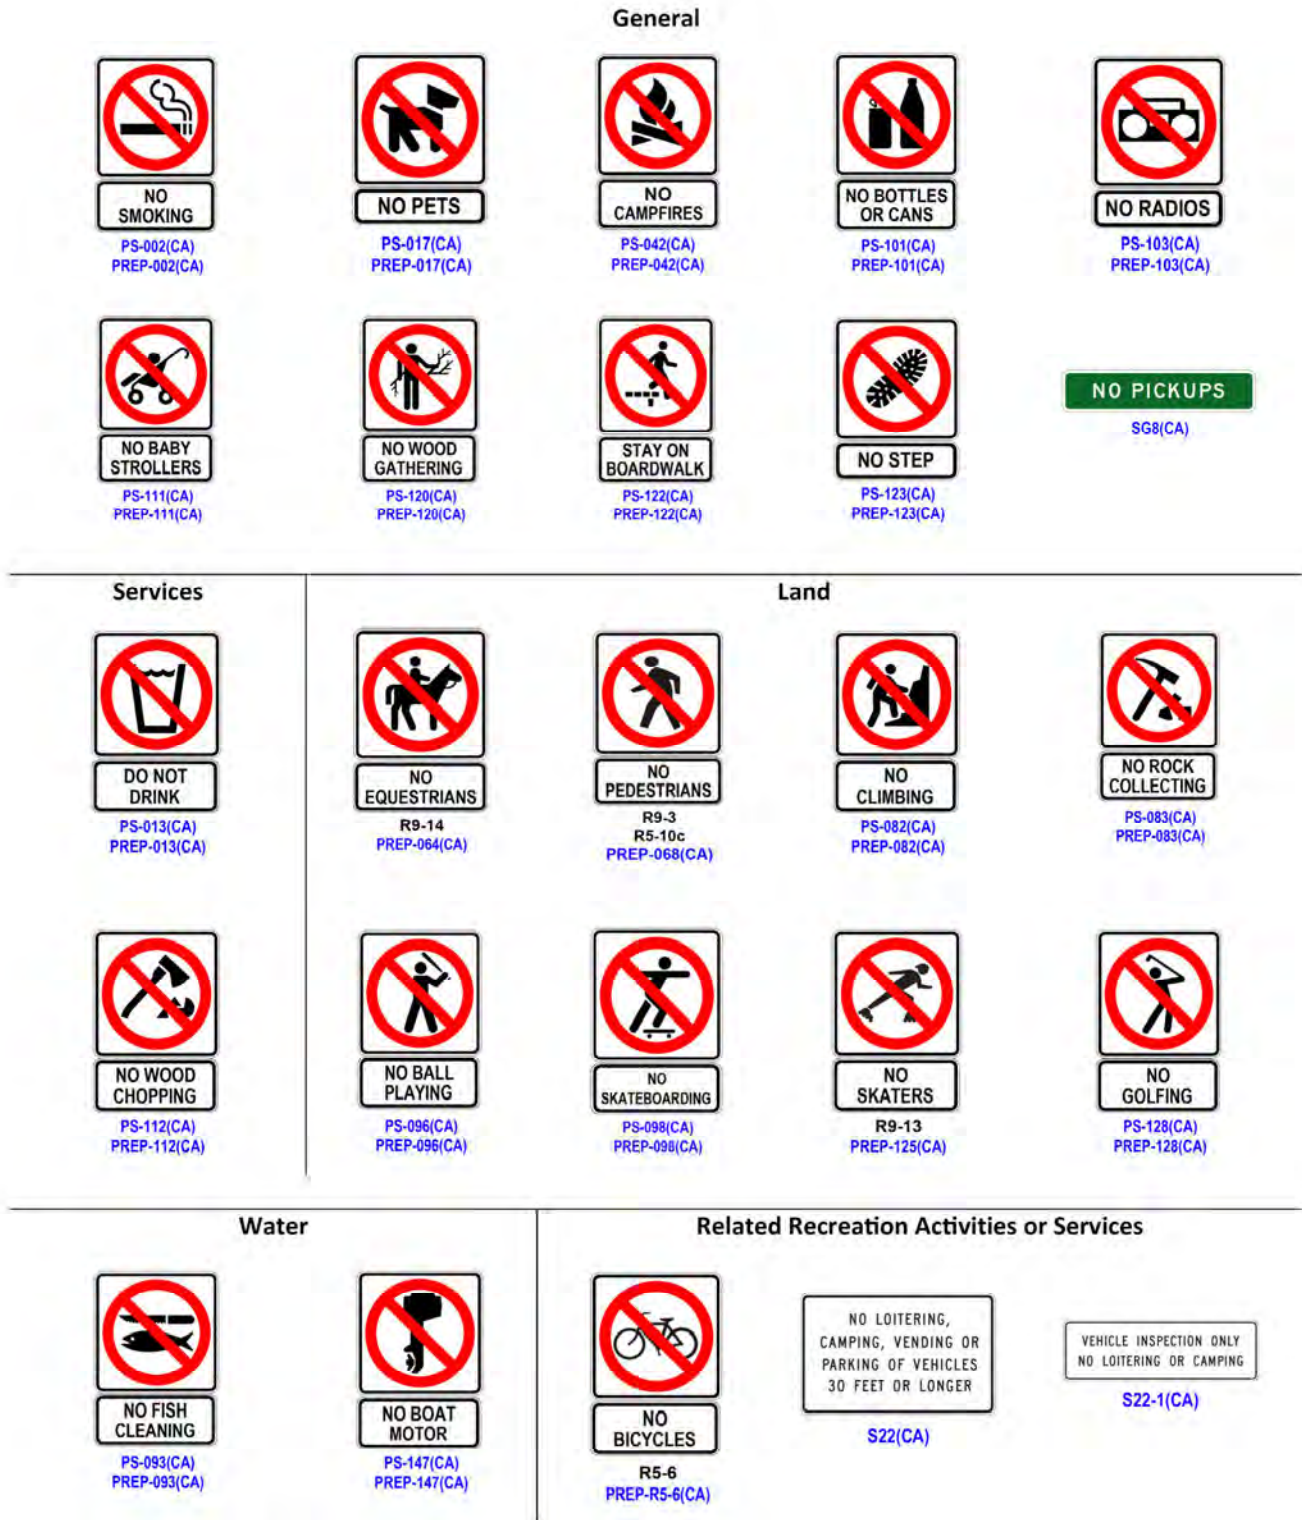 General
NO
SMOKING
PS-002(CA)
PREP-002(CA)
NO PETS
PS-017(CA)
PREP-017(CA)
NO
CAMPFIRES
PS-042(CA)
PREP-042(CA)
NO BOTTLES
OR CANS
PS-101(CA)
PREP-101(CA)
NO RADIOS
PS-103(CA)
PREP-103(CA)
NO BABY
STROLLERS
PS-111(CA)
PREP-111(CA)
NO WOOD
GATHERING
PS-120(CA)
PREP-120(CA)
STAY ON
BOARDWALK
PS-122(CA)
PREP-122(CA)
NO STEP
PS-123(CA)
PREP-123(CA)
NO PICKUPS
SG8(CA)
Services
DO NOT
DRINK
PS-013(CA)
PREP-013(CA)
NO WOOD
CHOPPING
PS-112(CA)
PREP-112(CA)
Land
NO
EQUESTRIANS
R9-14
PREP-064(CA)
NO
PEDESTRIANS
R9-3
R5-10c
PREP-068(CA)
NO
CLIMBING
PS-082(CA)
PREP-082(CA)
NO ROCK
COLLECTING
PS-083(CA)
PREP-083(CA)
NO BALL
PLAYING
PS-096(CA)
PREP-096(CA)
NO
SKATEBOARDING
PS-098(CA)
PREP-098(CA)
NO
SKATERS
R9-13
PREP-125(CA)
NO
GOLFING
PS-128(CA)
PREP-128(CA)
Water
NO FISH
CLEANING
PS-093(CA)
PREP-093(CA)
NO BOAT
MOTOR
PS-147(CA)
PREP-147(CA)
Related Recreation Activities or Services
NO
BICYCLES
R5-6
PREP-R5-6(CA)
NO LOITERING,
CAMPING, VENDING OR
PARKING OF VEHICLES
30 FEET OR LONGER
S22(CA)
VEHICLE INSPECTION ONLY
NO LOITERING OR CAMPING
S22-1(CA)